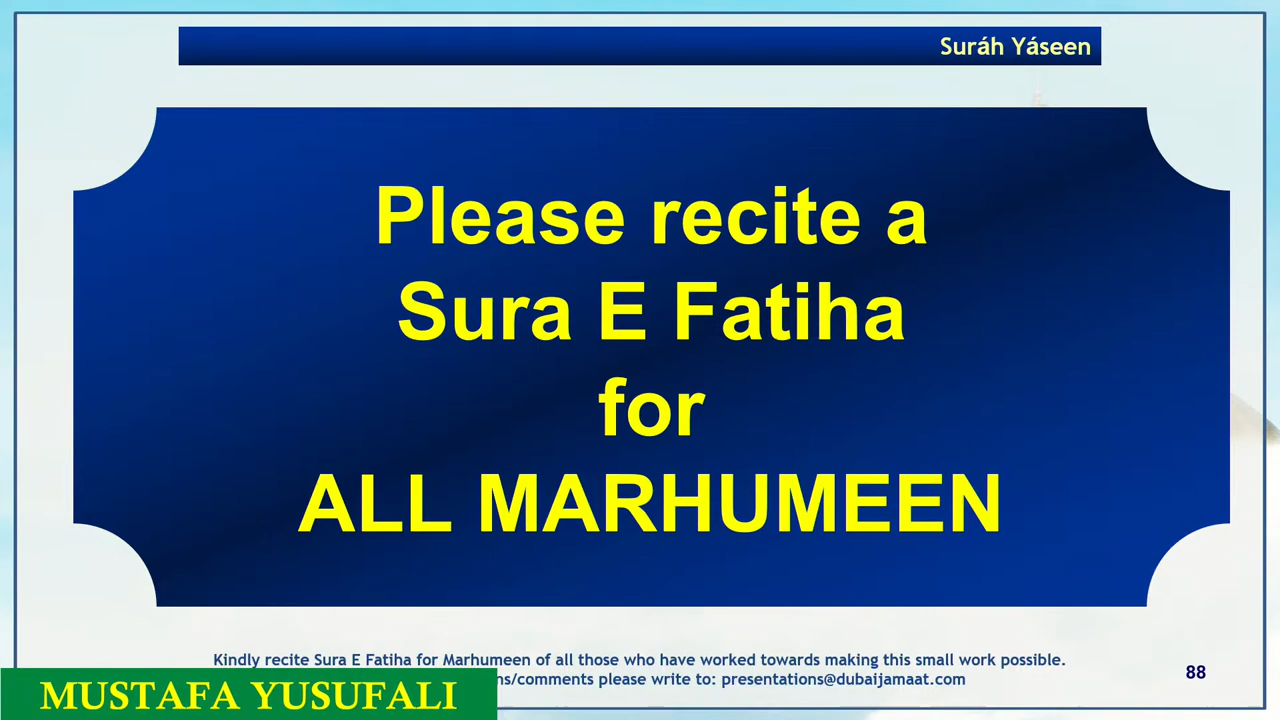 Suráh Yáseen
Please recite a
Sura E Fatiha
for
ALL MARHUMEEN
Kindly recite Sura E Fatiha for Marhumeen of all those who have worked towards making this small work possible.
/comments please write to: presentations@dubaijamaat.com
88
MUSTAFA YUSUFALI